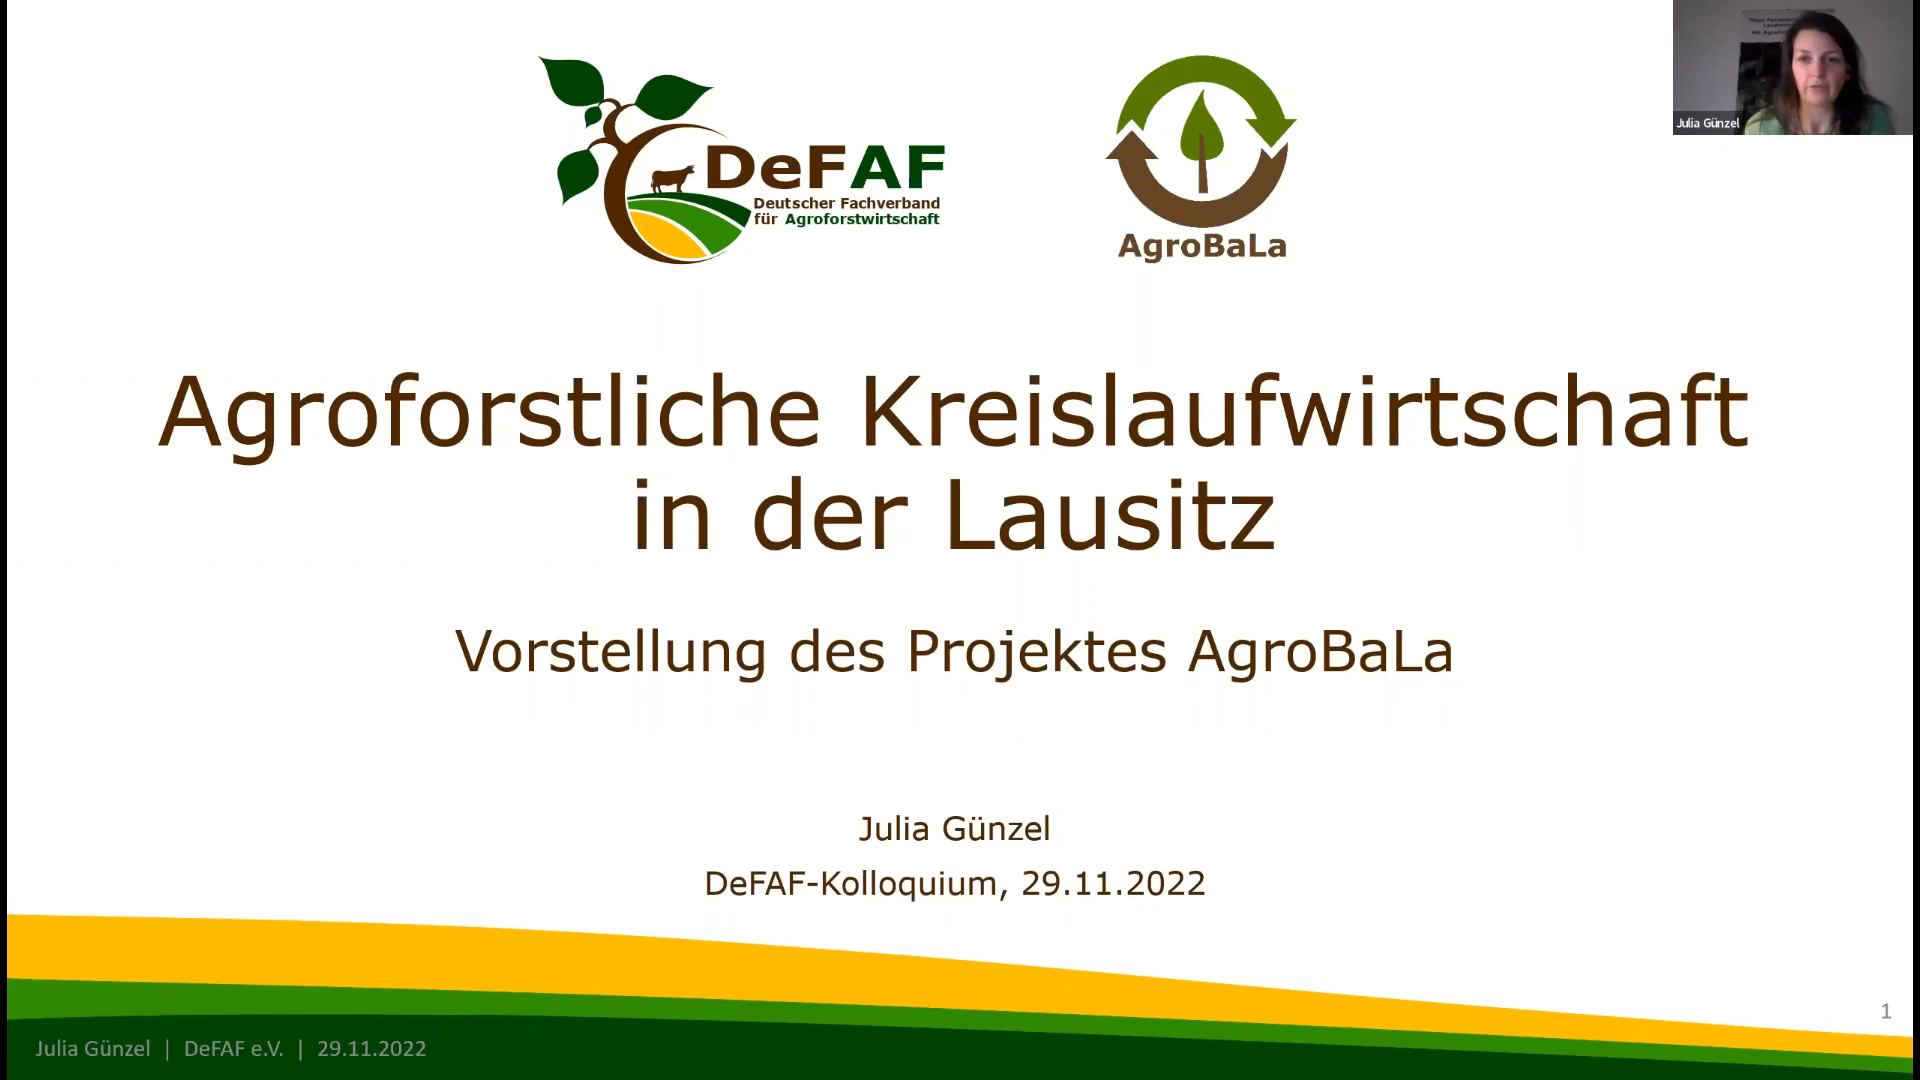 DeFAF
Deutscher Fachverband
für Agroforstwirtschaft
AgroBaLa
Julia Günzel
Agroforstliche Kreislaufwirtschaft
in der Lausitz
Vorstellung des Projektes AgroBaLa
Julia Günzel
DeFAF-Kolloquium, 29.11.2022
1
Julia Günzel | DeFAF e.V. | 29.11.2022